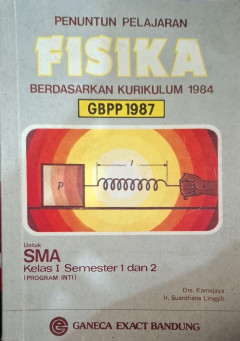 PENUNTUN PELAJARAN
FISIKA
BERDASARKAN KURIKULUM 1984
GBPP 1987
l
P
Untuk
SMA
Kelas I Semester 1 dan 2
(PROGRAM INTI)
Drs. Kamajaya
Ir. Suardhana Linggih
GANECA EXACT BANDUNG